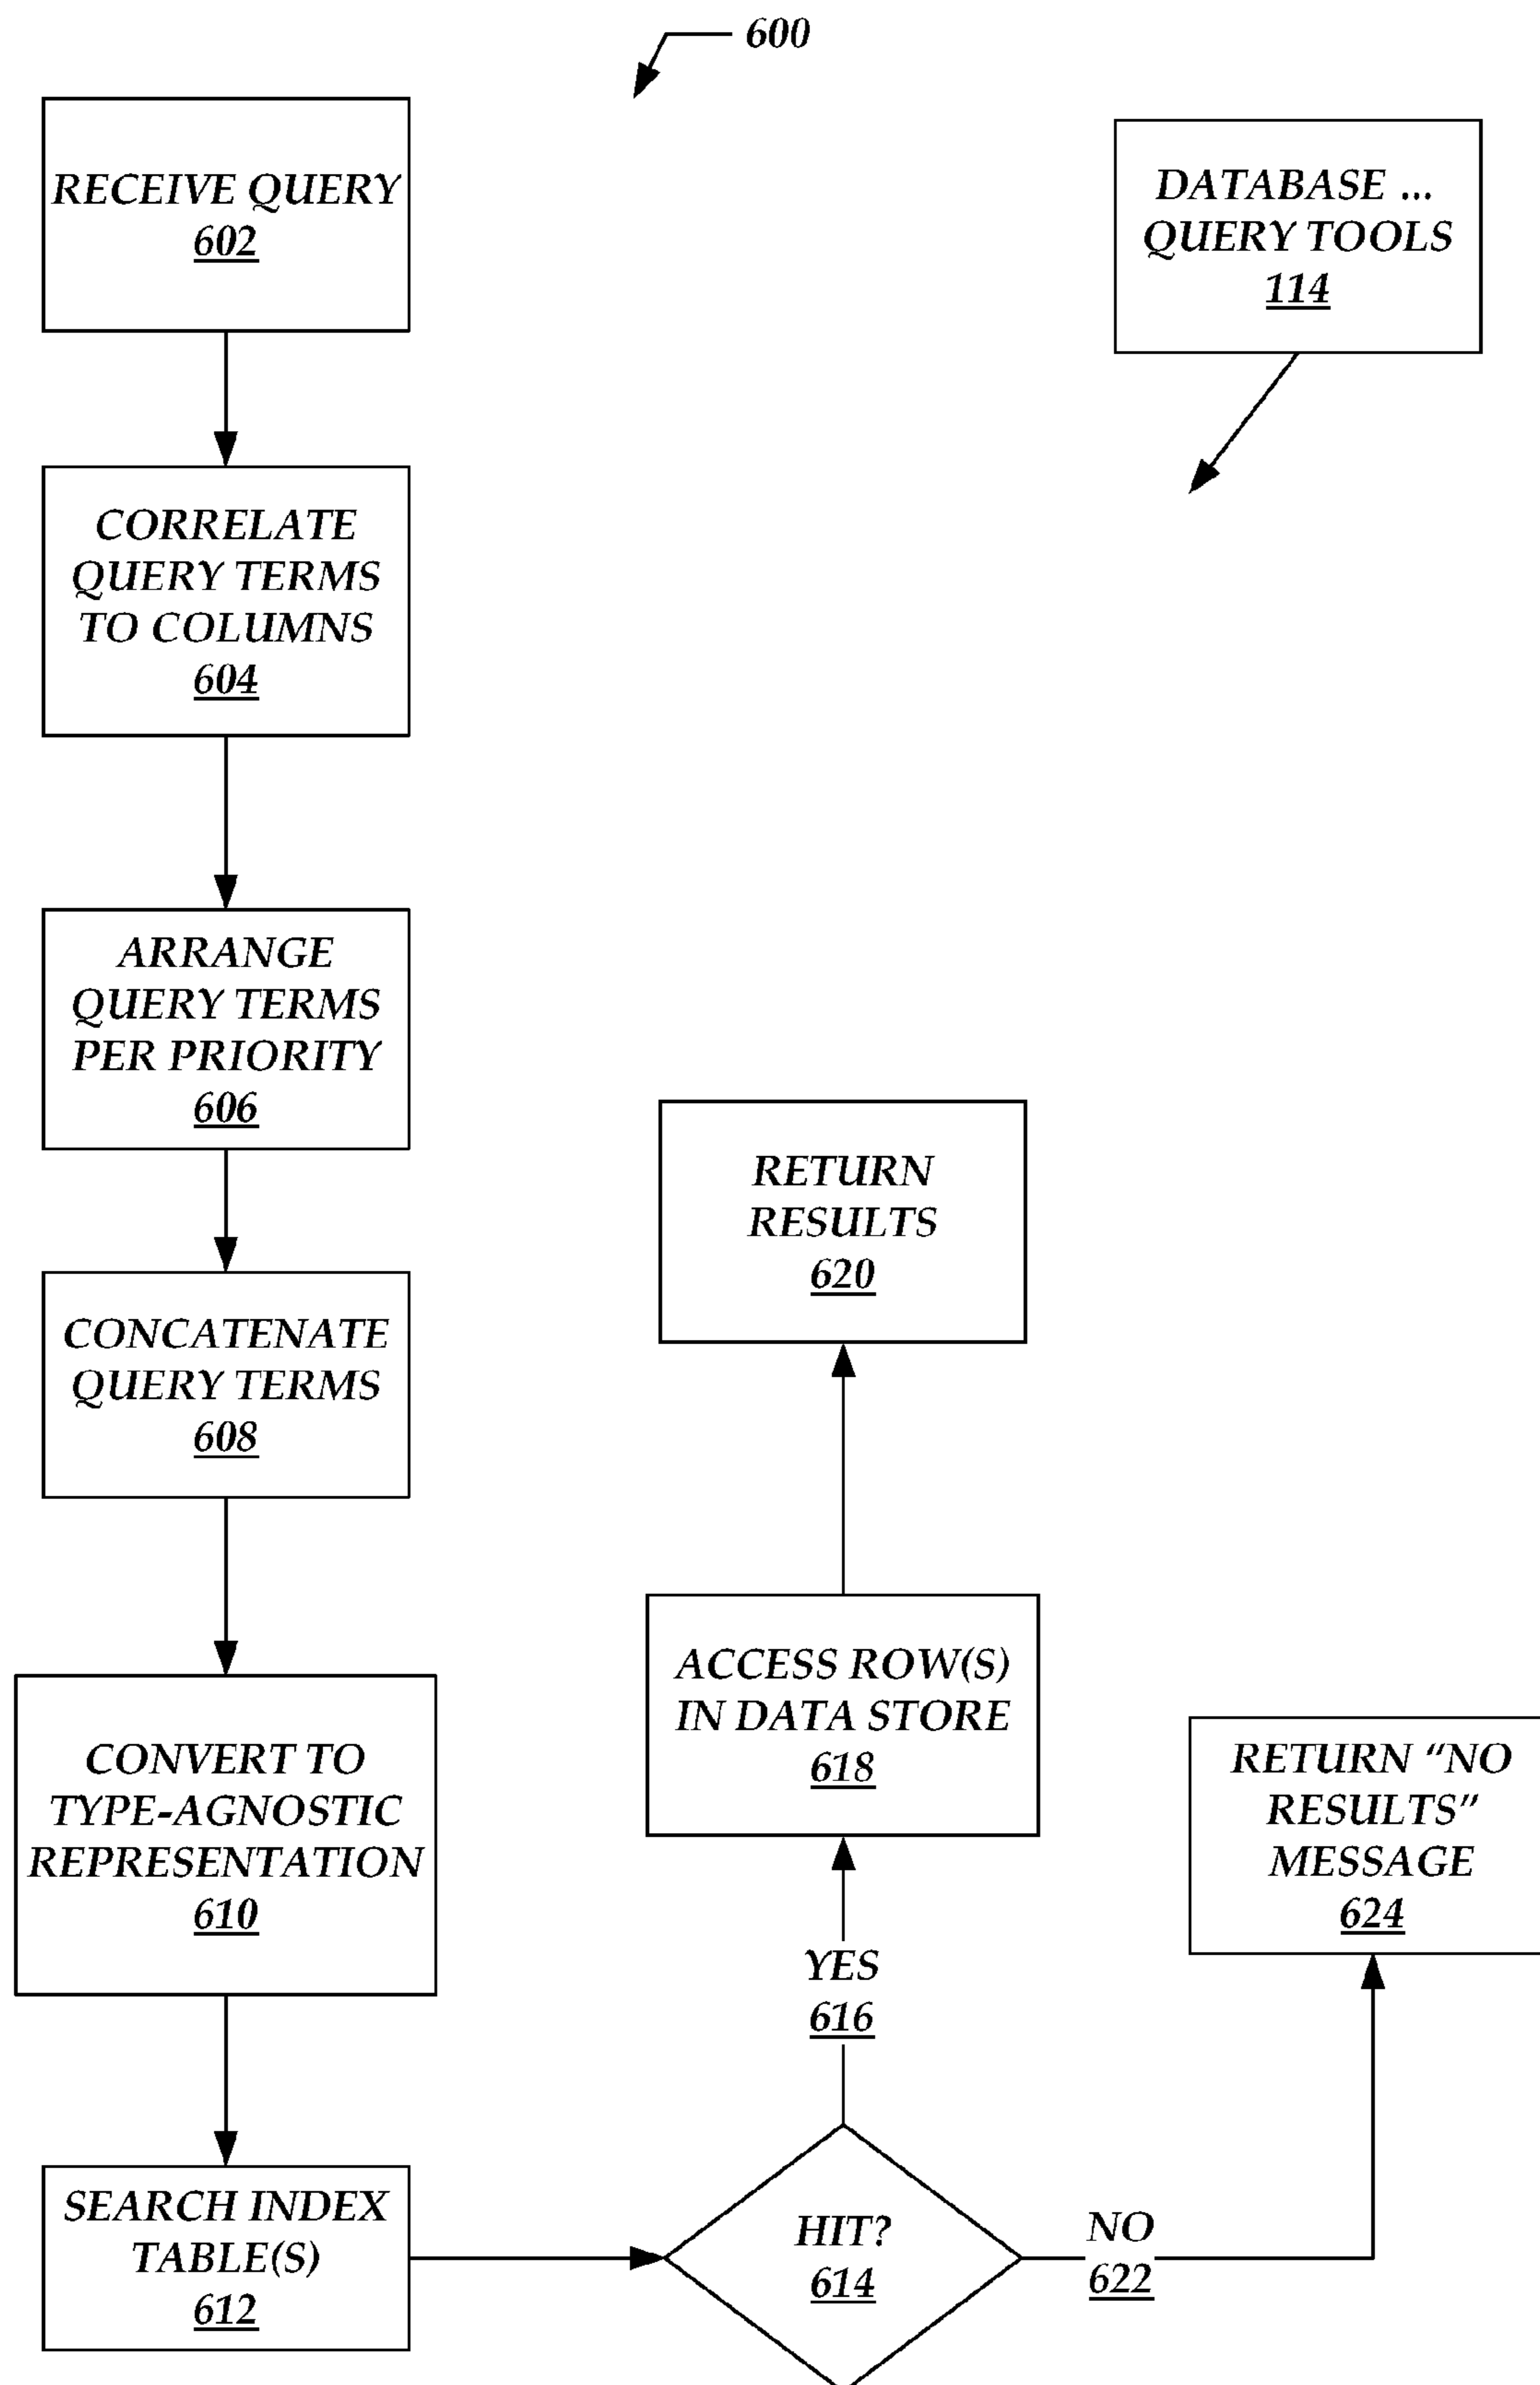 600
RECEIVE QUERY
602
DATABASE ...
QUERY TOOLS
114
CORRELATE
QUERY TERMS
TO COLUMNS
604
ARRANGE
QUERY TERMS
PER PRIORITY
606
CONCATENATE
QUERY TERMS
608
CONVERT TO
TYPE-AGNOSTIC
REPRESENTATION
610
SEARCH INDEX
TABLE(S)
612
HIT?
614
YES
616
ACCESS ROW(S)
IN DATA STORE
618
RETURN
RESULTS
620
NO
622
RETURN “NO
RESULTS”
MESSAGE
624